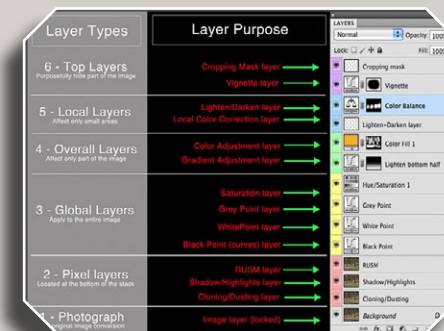 Layer Types
Layer Purpose
6 - Top Layers
Purposefully hide part of the image
Cropping Mask layer
Vignette layer
5 - Local Layers
Affect only small areas
Lighten/Darken layer
Local Color Correction layer
4 - Overall Layers
Affect only part of the image
Color Adjustment layer
Gradient Adjustment layer
3 - Global Layers
Apply to the entire image
Saturation layer
Grey Point layer
WhitePoint layer
Black Point (curves) layer
2 - Pixel layers
Located at the bottom of the stack
RUSM layer
Shadow/Highlights layer
Cloning/Dusting layer
- Photograph
original image conversion
Image layer (locked)
LAYERS
Normal
Opacity: 100
Lock:
Fill: 100
Cropping mask
Vignette
Color Balance
Lighten-Darken layer
Color Fill 1
Lighten bottom half
Hue/Saturation 1
Grey Point
White Point
Black Point
RUSM
Shadow/Highlights
Cloning/Dusting
Background